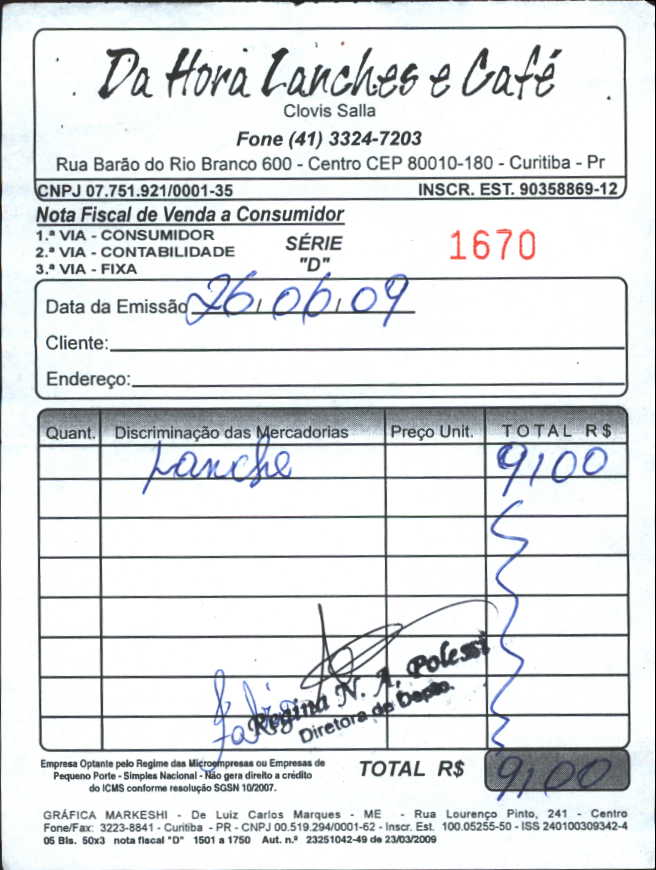 Da Hora Lanches e Café
Clovis Salla
Fone (41) 3324-7203
Rua Barão do Rio Branco 600 - Centro CEP 80010-180 - Curitiba - Pr
CNPJ 07.751.921/0001-35 INSCR. EST. 90358869-12
Nota Fiscal de Venda a Consumidor
1.ª VIA - CONSUMIDOR
2.ª VIA - CONTABILIDADE
3.ª VIA - FIXA
SÉRIE
"D"
1670
Data da Emissão 26,06,09
Cliente:
Endereço:
Quant. Discriminação das Mercadorias Preço Unit. TOTAL R$
Lanche 9,00
Regina N. A. Polessi
Diretora de Depto.
Empresa Optante pelo Regime das Microempresas ou Empresas de
Pequeno Porte - Simples Nacional - Não gera direito a crédito
do ICMS conforme resolução SGSN 10/2007.
TOTAL R$ 9,00
GRÁFICA MARKESHI - De Luiz Carlos Marques - ME - Rua Lourenço Pinto, 241 - Centro
Fone/Fax: 3223-8841 - Curitiba - PR - CNPJ 00.519.294/0001-62 - Inscr. Est. 100.05255-50 - ISS 240100309342-4
05 Bls. 50x3 nota fiscal "D" 1501 a 1750 Aut. n.º 23251042-49 de 23/03/2009